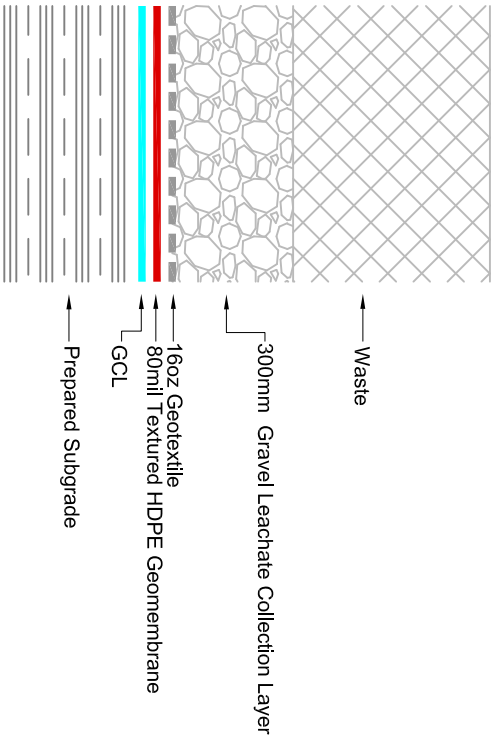 Waste
300mm Gravel Leachate Collection Layer
16oz Geotextile
80mil Textured HDPE Geomembrane
GCL
Prepared Subgrade